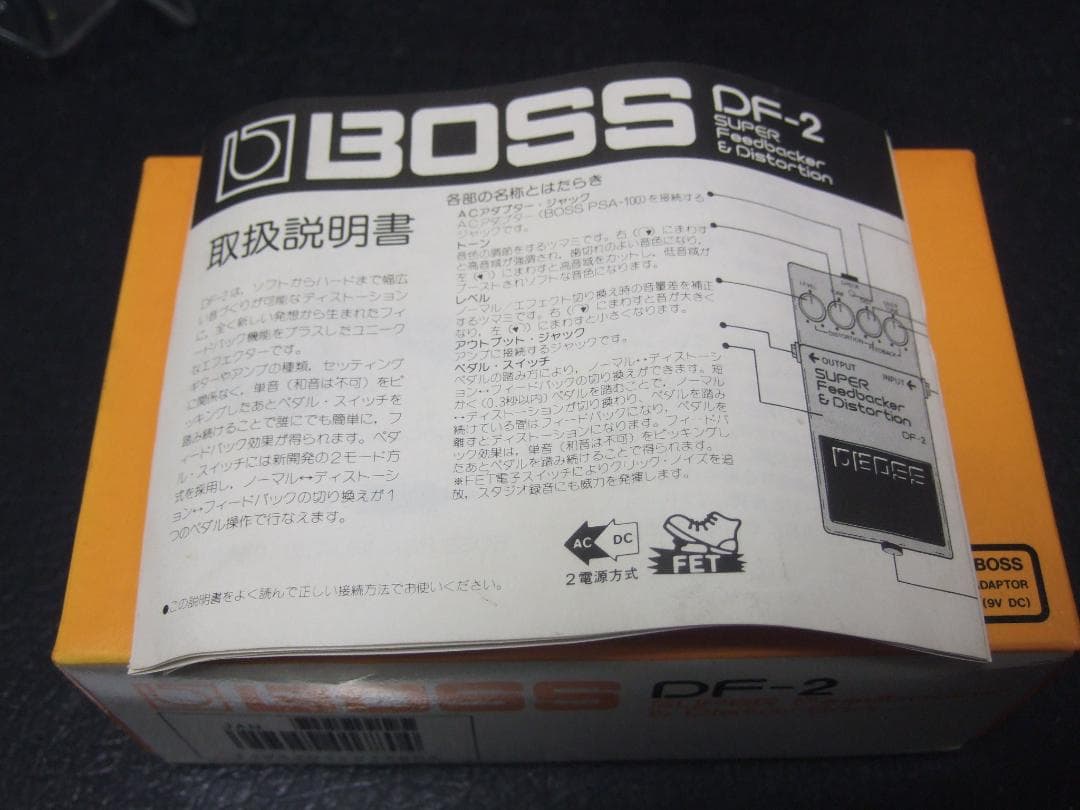 BOSS
DF-2
SUPER
Feedbacker
& Distortion
取扱説明書
DF-2は、ソフトからハードまで幅広
い音づくりが可能なディストーション
に、全く新しい発想から生まれたフィ
ードバック機能をプラスしたユニーク
なエフェクターです。
ギターやアンプの種類，セッティング
に関係なく，単音（和音は不可）をピ
ッキングしたあとペダル・スイッチを
踏み続けることで誰にでも簡単に，フ
ィードバック効果が得られます。ペダ
ル・スイッチには新開発の2モード方
式を採用し，ノーマル↔ディストーシ
ョン↔フィードバックの切り換えが1
つのペダル操作で行なえます。
●この説明書をよく読んで正しい接続方法でお使いください。
各部の名称とはたらき
ACアダプター・ジャック
ACアダプター（BOSS PSA-100）を接続する
ジャックです。
トーン
音色の調節をするツマミです。右（）にまわす
と高音域が強調され，歯切れのよい音色になり，
左（）にまわすと高音域をカットし，低音域が
ブーストされソフトな音色になります。
レベル
ノーマル／エフェクト切り換え時の音量差を補正
するツマミです。右（）にまわすと音が大きく
なり，左（）にまわすと小さくなります。
アウトプット・ジャック
アンプに接続するジャックです。
ペダル・スイッチ
ペダルの踏み方により，ノーマル↔ディストーシ
ョン↔フィードバックの切り換えができます。短
かく（0.3秒以内）ペダルを踏むことで，ノーマル
↔ディストーションが切り換わり，ペダルを踏み
続けている間はフィードバックになり，ペダルを
離すとディストーションになります。フィードバ
ック効果は，単音（和音は不可）をピッキングし
たあとペダルを踏み続けることで得られます。
※FET電子スイッチによりクリック・ノイズを追
放，スタジオ録音にも威力を発揮します。
AC DC
2電源方式
FET
LEVEL
CHECK
DISTORTION
FEEDBACK
←OUTPUT
INPUT←
SUPER
Feedbacker
& Distortion
DF-2
BOSS
BOSS
ADAPTOR
(9V DC)
BOSS
DF-2
SUPER
JAN